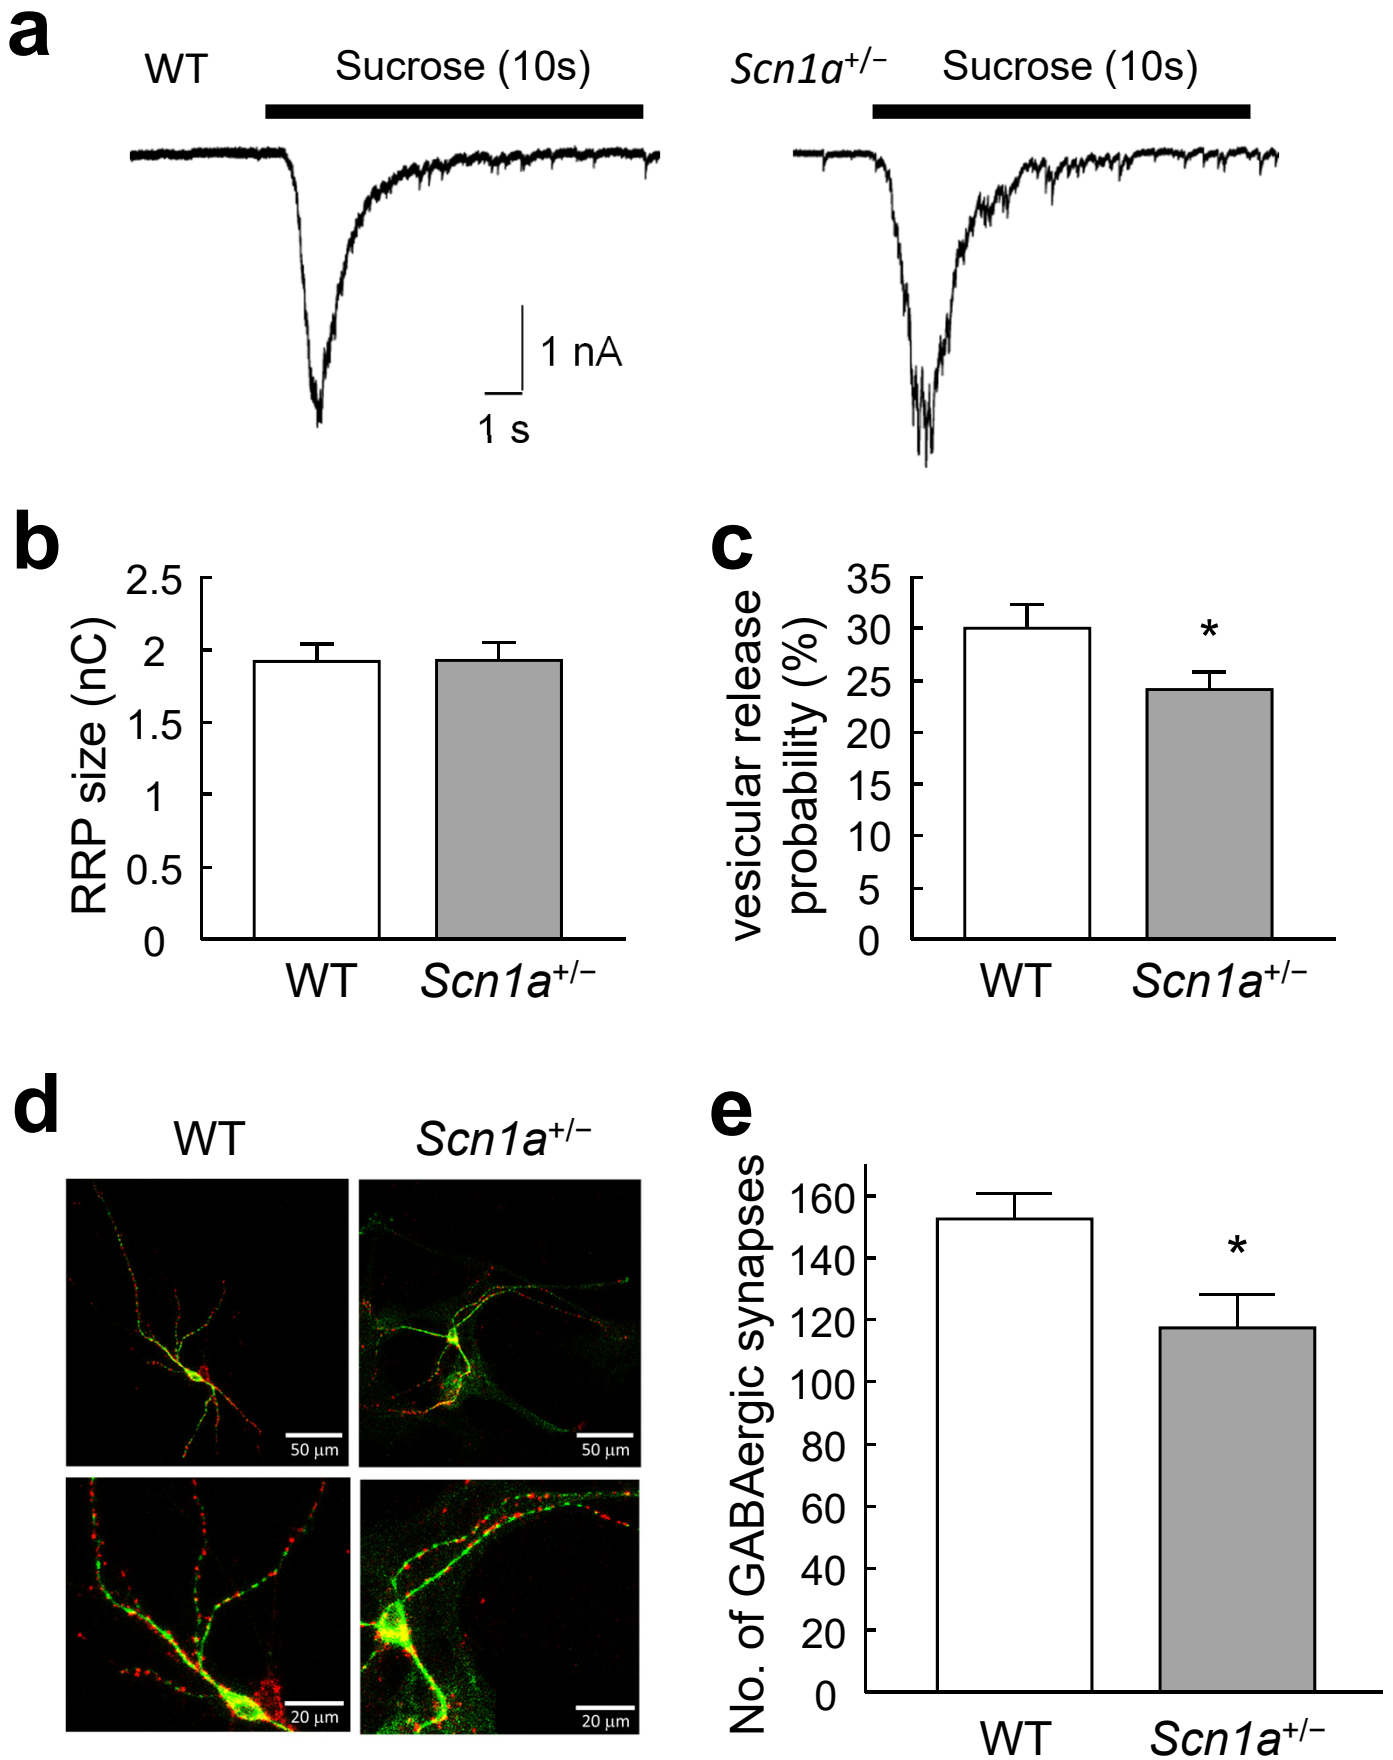 a
WT
Sucrose (10s)
Scn1a+/−
Sucrose (10s)
1 nA
1 s
b
RRP size (nC)
2.5
2
1.5
1
0.5
0
WT
Scn1a+/−
c
vesicular release
probability (%)
35
30
25
20
15
10
5
0
*
WT
Scn1a+/−
d
WT
Scn1a+/−
50 μm
50 μm
20 μm
20 μm
e
No. of GABAergic synapses
160
140
120
100
80
60
40
20
0
*
WT
Scn1a+/−